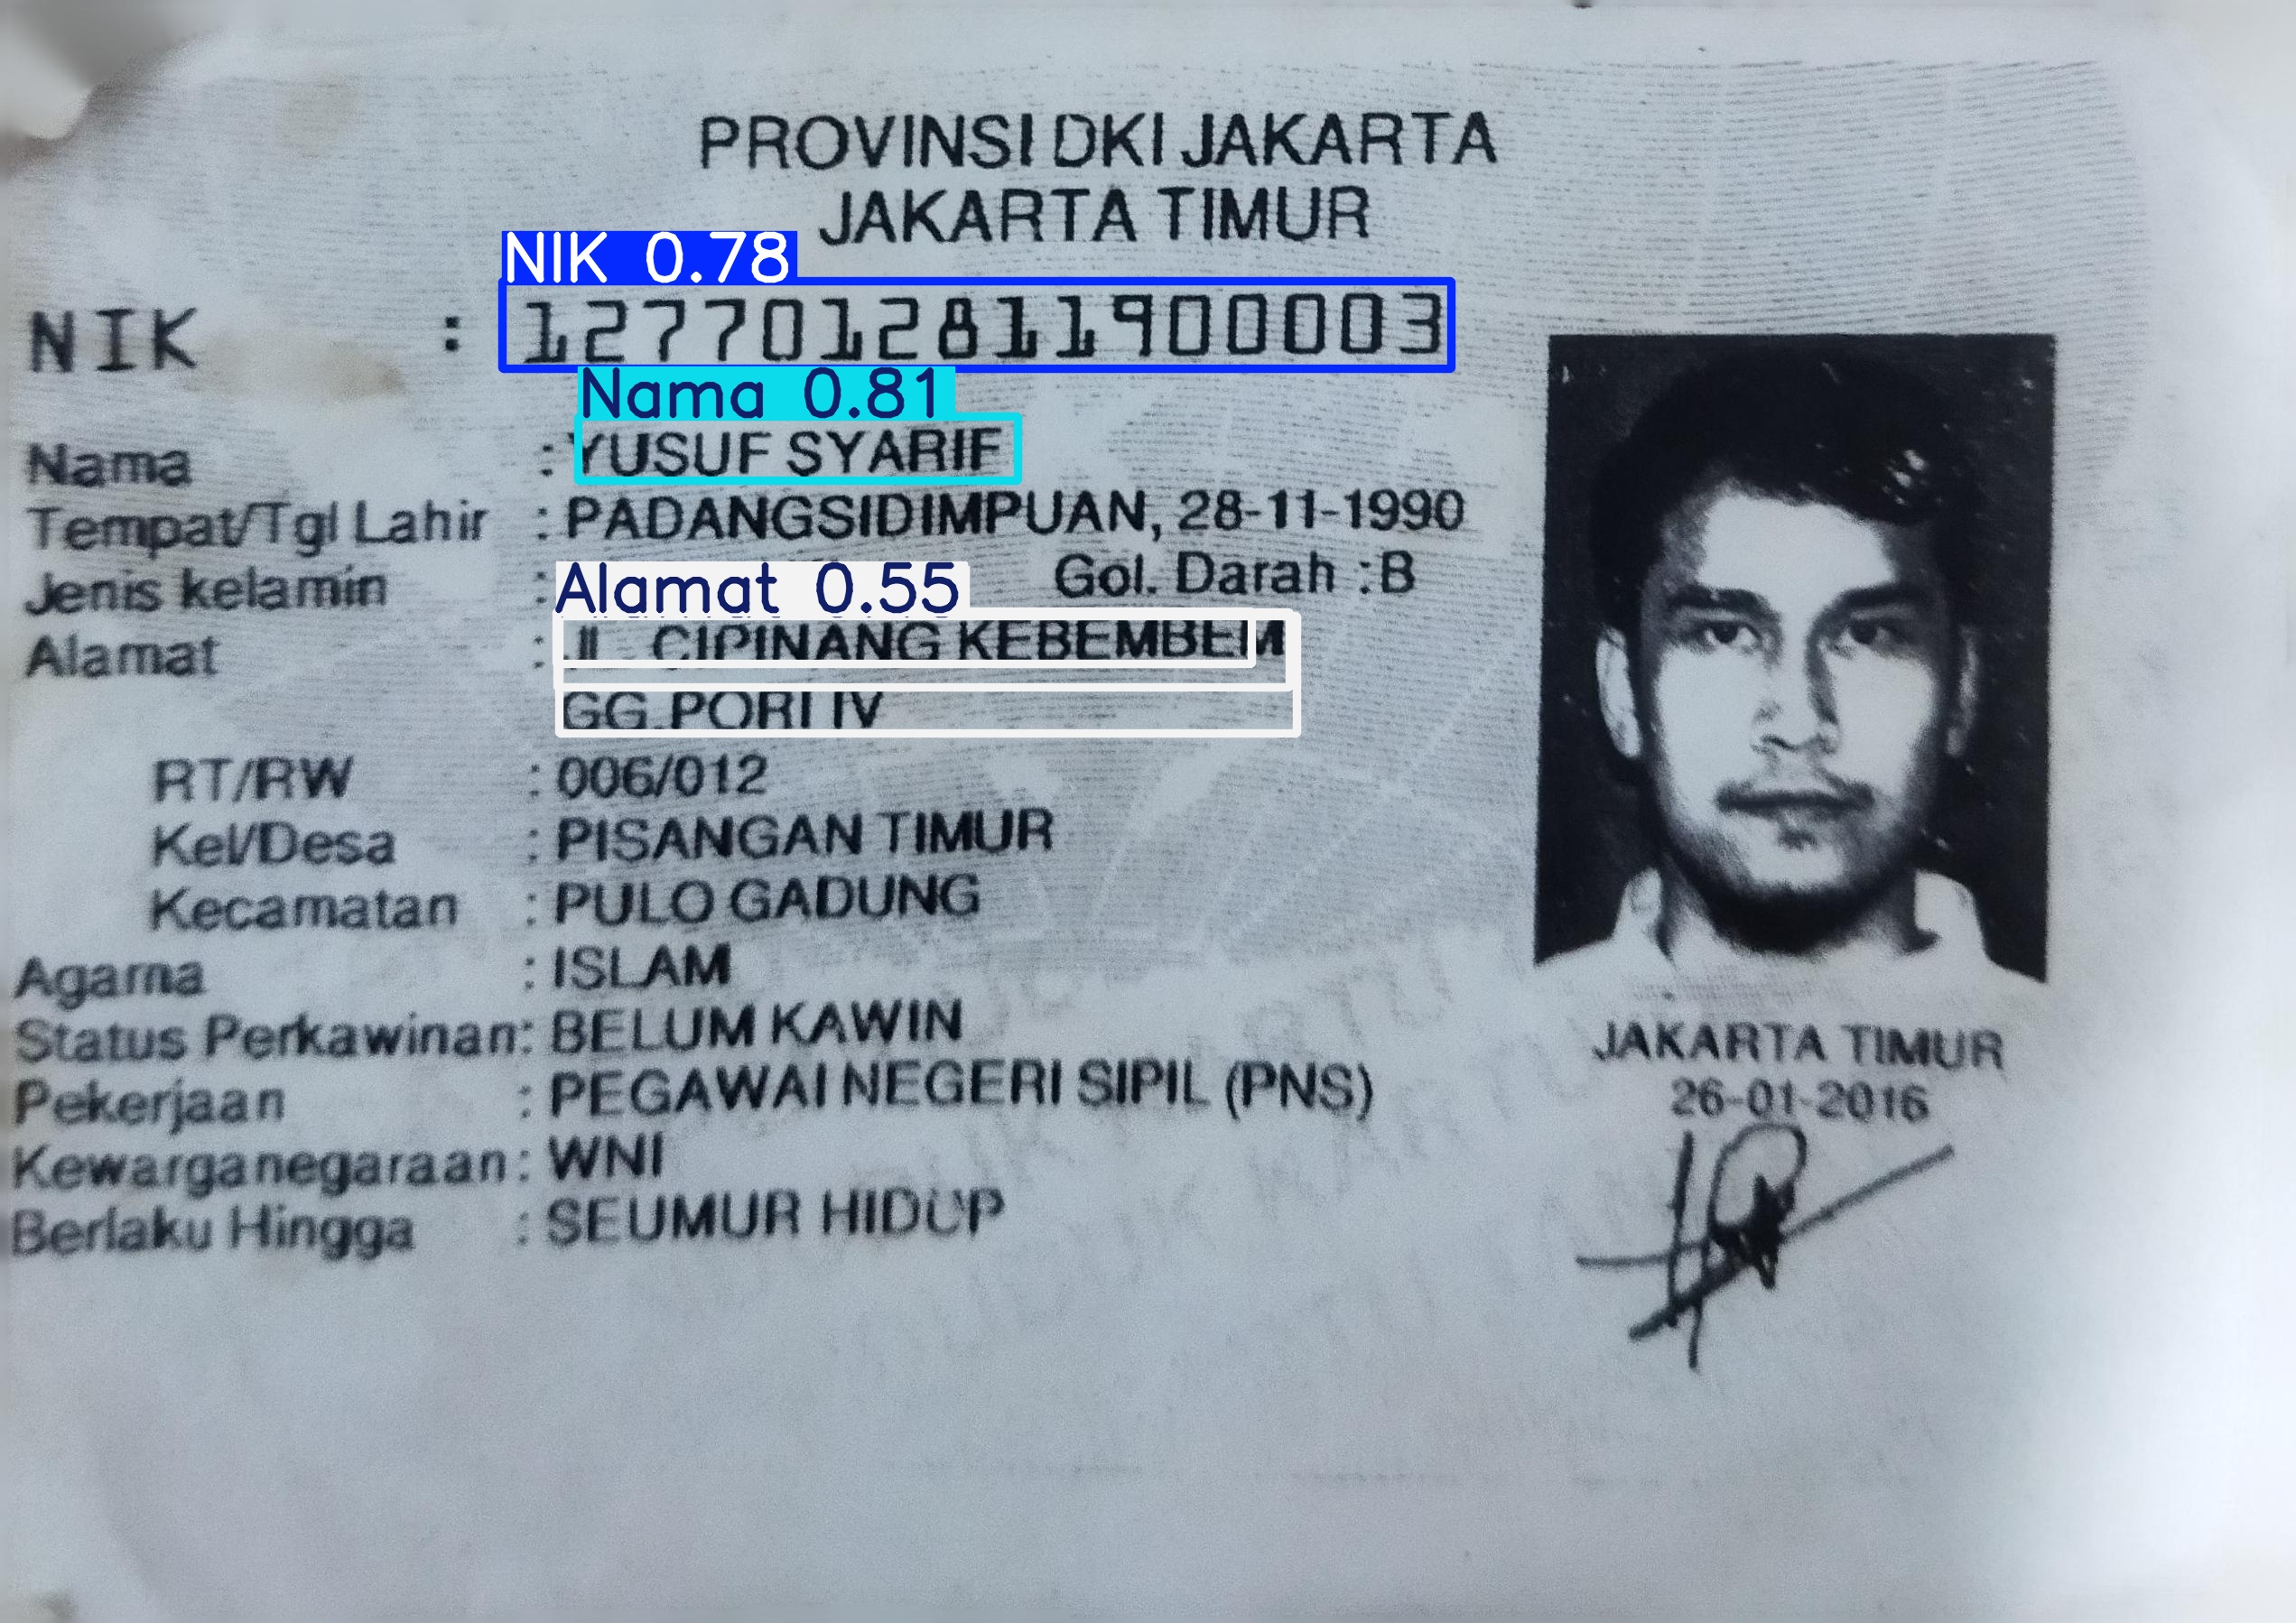 PROVINSI DKI JAKARTA
JAKARTA TIMUR
NIK 0.78
NIK : 1277012811900003
Nama 0.81
Nama : YUSUF SYARIF
Tempat/Tgl Lahir : PADANGSIDIMPUAN, 28-11-1990
Jenis kelamin : Gol. Darah : B
Alamat 0.55
Alamat : JL. CIPINANG KEBEMBEM
GG.PORI IV
RT/RW : 006/012
Kel/Desa : PISANGAN TIMUR
Kecamatan : PULO GADUNG
Agama : ISLAM
Status Perkawinan: BELUM KAWIN
Pekerjaan : PEGAWAI NEGERI SIPIL (PNS)
Kewarganegaraan: WNI
Berlaku Hingga : SEUMUR HIDUP
JAKARTA TIMUR
26-01-2016